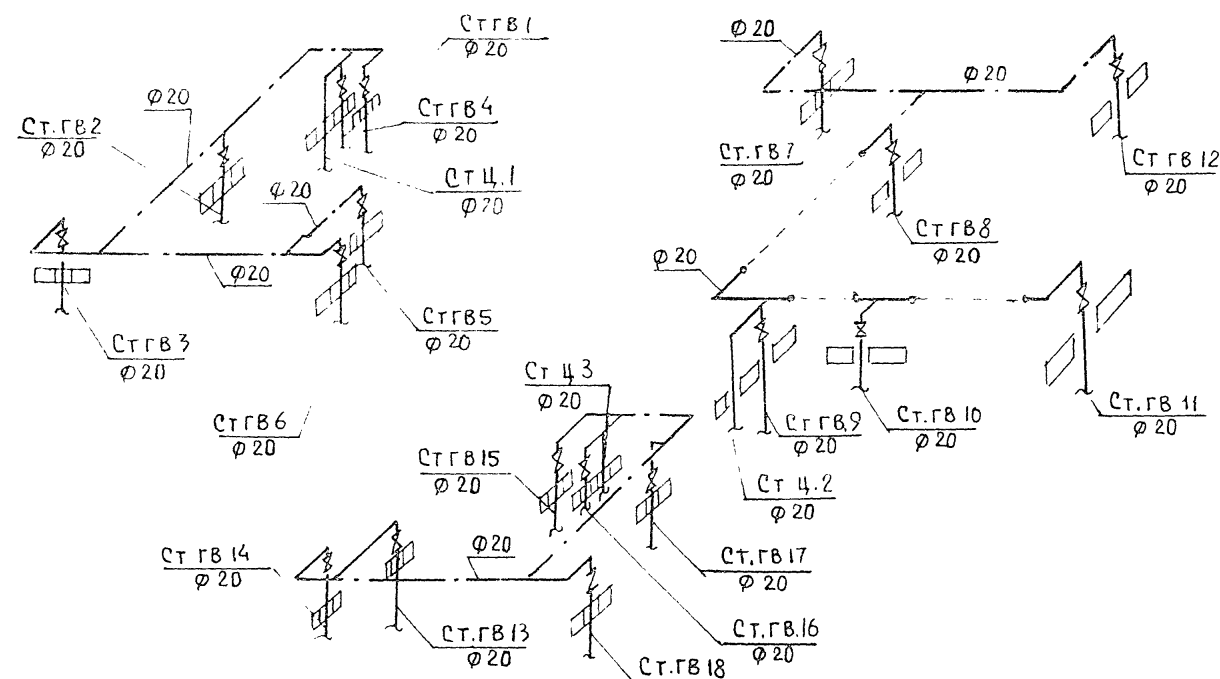 Ст ГВ 1
Ф 20
Ф 20
Ст.ГВ 2
Ф 20
Ст ГВ 4
Ф 20
Ст Ц.1
Ф 20
Ф 20
Ф 20
Ст ГВ 3
Ф 20
Ст ГВ 5
Ф 20
Ст ГВ 6
Ф 20
Ф 20
Ф 20
Ст.ГВ 7
Ф 20
Ст ГВ 12
Ф 20
Ст ГВ 8
Ф 20
Ф 20
Ст.ГВ 9
Ф 20
Ст.ГВ 10
Ф 20
Ст.ГВ 11
Ф 20
Ст Ц.2
Ф 20
Ст Ц 3
Ф 20
Ст ГВ 15
Ф 20
Ст ГВ 14
Ф 20
Ф 20
Ст.ГВ 17
Ф 20
Ст.ГВ 13
Ф 20
Ст.ГВ.16
Ф 20
Ст.ГВ 18